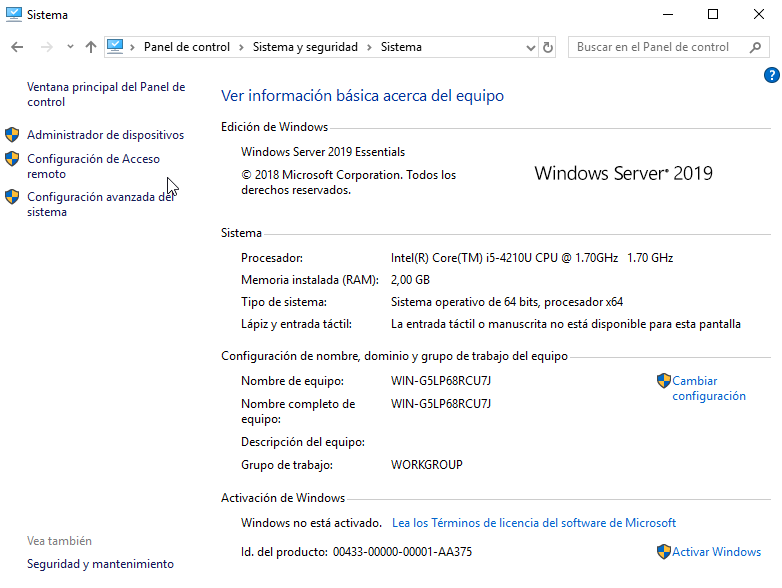 Sistema
Panel de control > Sistema y seguridad > Sistema
Buscar en el Panel de control
Ventana principal del Panel de
control
Administrador de dispositivos
Configuración de Acceso
remoto
Configuración avanzada del
sistema
Vea también
Seguridad y mantenimiento
?
Ver información básica acerca del equipo
Edición de Windows
Windows Server 2019 Essentials
© 2018 Microsoft Corporation. Todos los
derechos reservados.
Windows Server® 2019
Sistema
Procesador: Intel(R) Core(TM) i5-4210U CPU @ 1.70GHz 1.70 GHz
Memoria instalada (RAM): 2,00 GB
Tipo de sistema: Sistema operativo de 64 bits, procesador x64
Lápiz y entrada táctil: La entrada táctil o manuscrita no está disponible para esta pantalla
Configuración de nombre, dominio y grupo de trabajo del equipo
Nombre de equipo: WIN-G5LP68RCU7J
Cambiar
configuración
Nombre completo de WIN-G5LP68RCU7J
equipo:
Descripción del equipo:
Grupo de trabajo: WORKGROUP
Activación de Windows
Windows no está activado. Lea los Términos de licencia del software de Microsoft
Id. del producto: 00433-00000-00001-AA375 Activar Windows